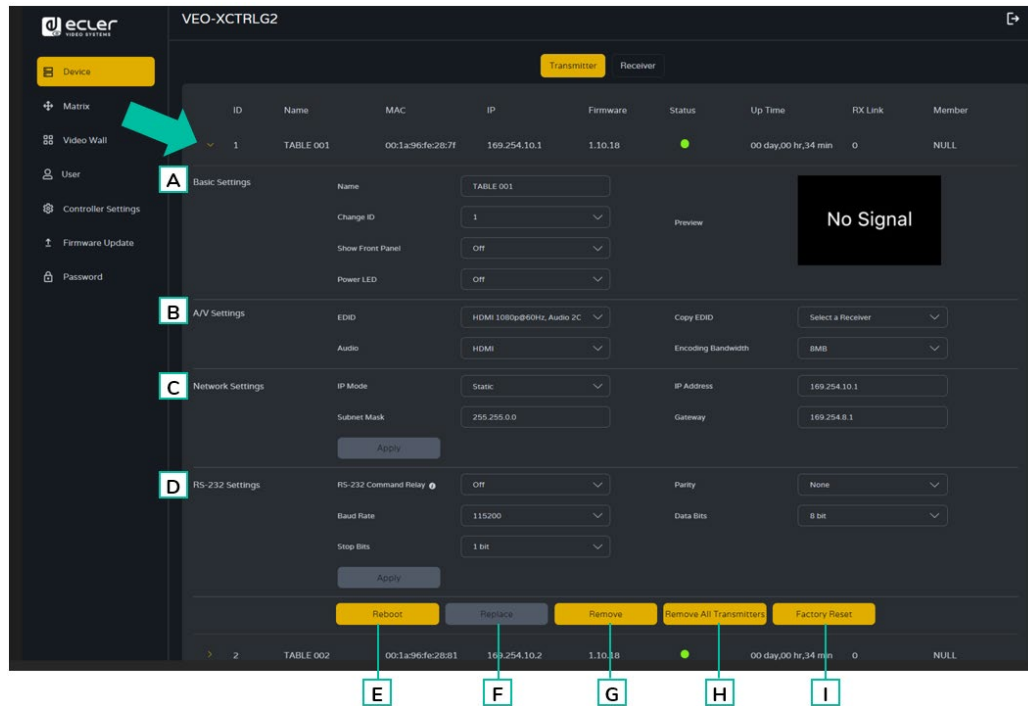 ecler
VIDEO SYSTEMS
VEO-XCTRLG2
Device
Matrix
Video Wall
User
Controller Settings
Firmware Update
Password
Transmitter Receiver
ID Name MAC IP Firmware Status Up Time RX Link Member
1 TABLE 001 00:1a:96:fe:28:7f 169.254.10.1 1.10.18 00 day,00 hr,34 min 0 NULL
A Basic Settings
Name TABLE 001
Change ID 1
Show Front Panel Off
Power LED Off
Preview No Signal
B A/V Settings
EDID HDMI 1080p@60Hz, Audio 2C Copy EDID Select a Receiver
Audio HDMI Encoding Bandwidth 8MB
C Network Settings
IP Mode Static IP Address 169.254.10.1
Subnet Mask 255.255.0.0 Gateway 169.254.8.1
Apply
D RS-232 Settings
RS-232 Command Relay Off Parity None
Baud Rate 115200 Data Bits 8 bit
Stop Bits 1 bit
Apply
Reboot Replace Remove Remove All Transmitters Factory Reset
2 TABLE 002 00:1a:96:fe:28:81 169.254.10.2 1.10.18 00 day,00 hr,34 min 0 NULL
E F G H I